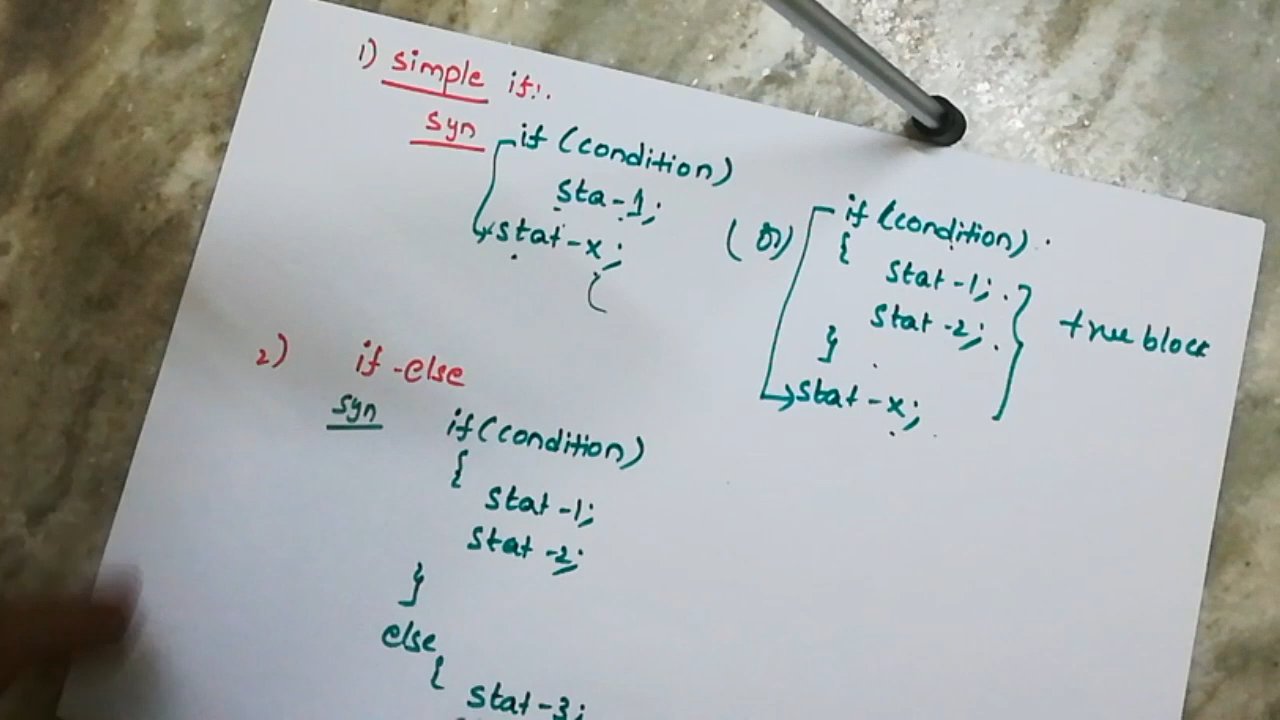 1) simple if:.
syn if (condition)
sta-1;
stat-x;
(or) if (condition)
{
stat-1;
stat-2;
}
stat-x;
true block
2) if-else
syn if (condition)
{
stat-1;
stat-2;
}
else
{
stat-3;